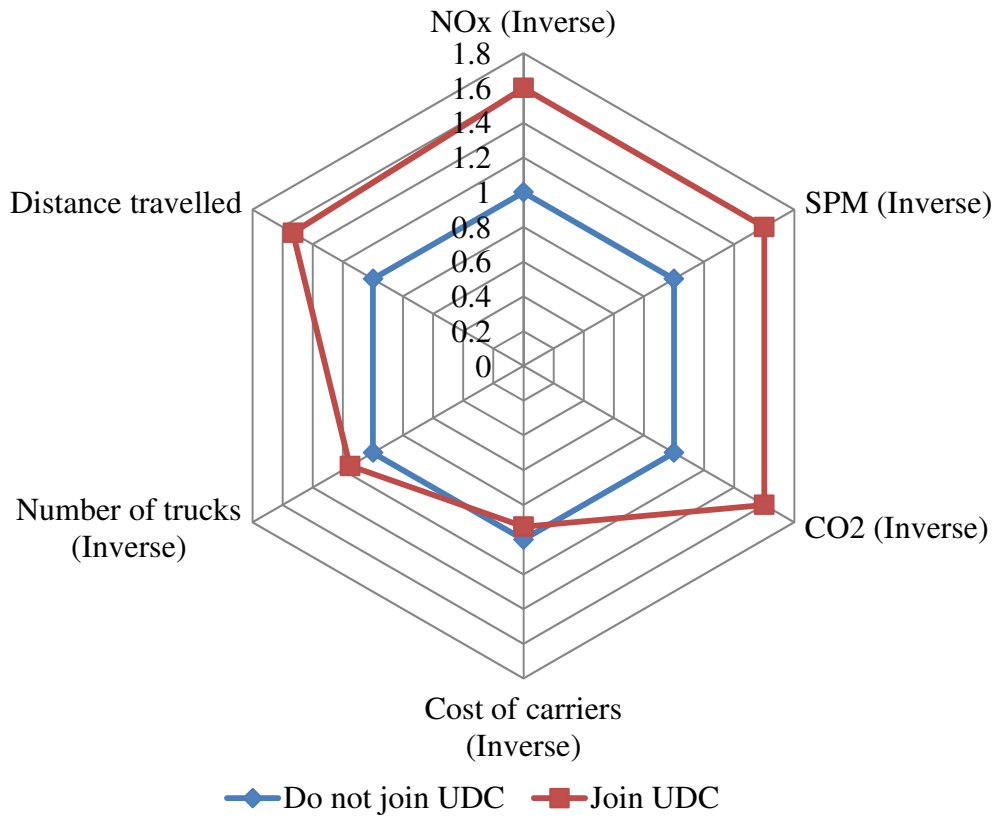 NOx (Inverse)
1.8
1.6
1.4
1.2
1
0.8
0.6
0.4
0.2
0
Distance travelled
SPM (Inverse)
Number of trucks
(Inverse)
CO2 (Inverse)
Cost of carriers
(Inverse)
Do not join UDC
Join UDC